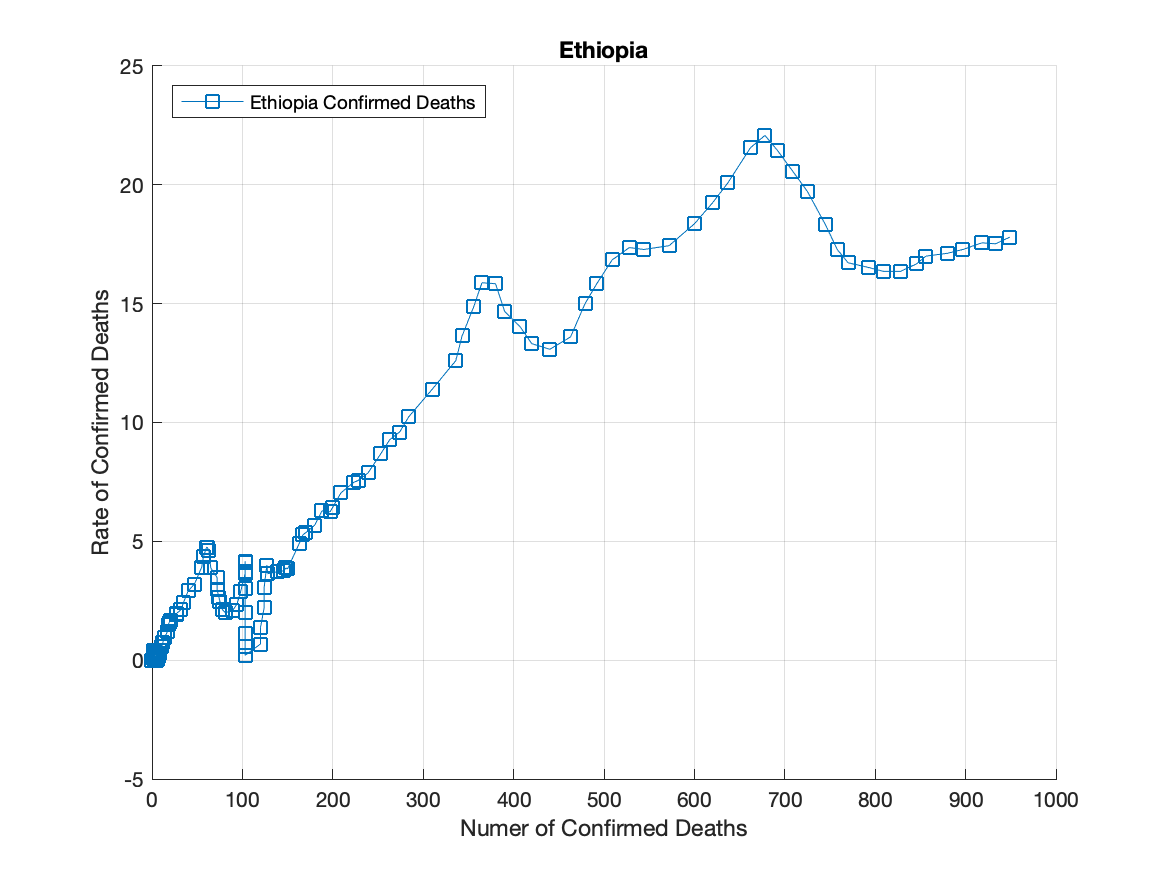 Ethiopia
25
Ethiopia Confirmed Deaths
20
15
10
5
0
-5
Rate of Confirmed Deaths
0 100 200 300 400 500 600 700 800 900 1000
Numer of Confirmed Deaths